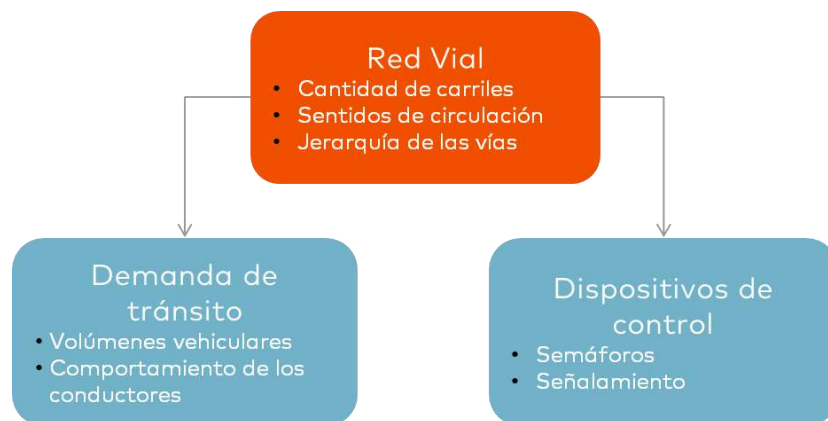 Red Vial
• Cantidad de carriles
• Sentidos de circulación
• Jerarquía de las vías
Demanda de
tránsito
• Volúmenes vehiculares
• Comportamiento de los
conductores
Dispositivos de
control
• Semáforos
• Señalamiento